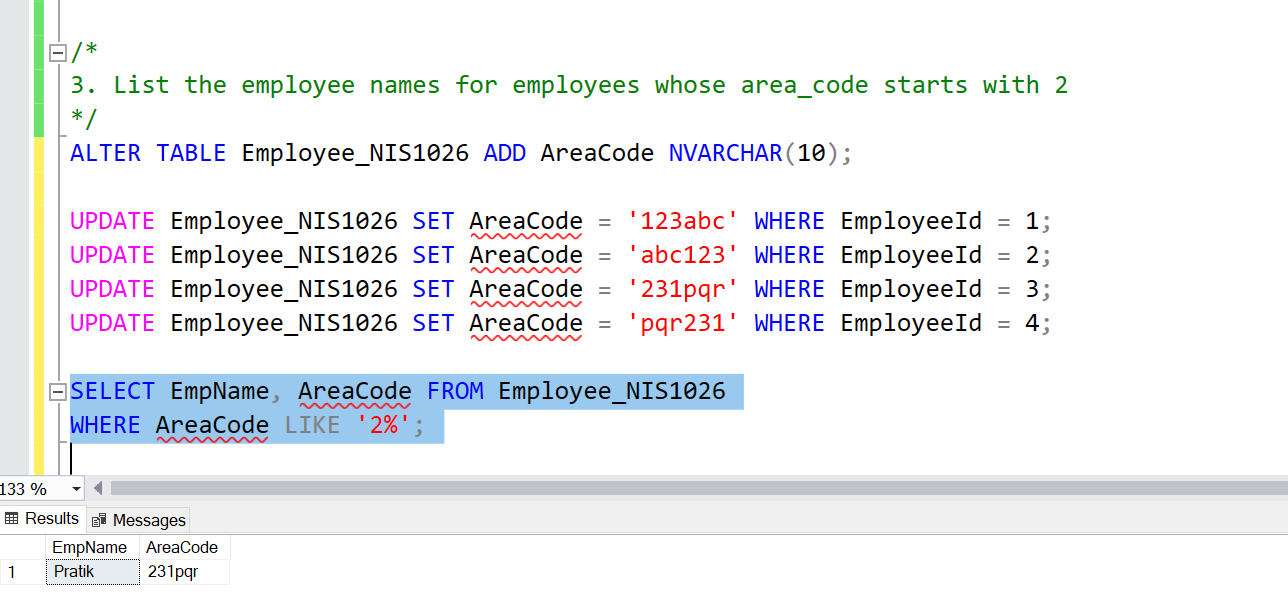 /*
3. List the employee names for employees whose area_code starts with 2
*/
ALTER TABLE Employee_NIS1026 ADD AreaCode NVARCHAR(10);
UPDATE Employee_NIS1026 SET AreaCode = '123abc' WHERE EmployeeId = 1;
UPDATE Employee_NIS1026 SET AreaCode = 'abc123' WHERE EmployeeId = 2;
UPDATE Employee_NIS1026 SET AreaCode = '231pqr' WHERE EmployeeId = 3;
UPDATE Employee_NIS1026 SET AreaCode = 'pqr231' WHERE EmployeeId = 4;
SELECT EmpName, AreaCode FROM Employee_NIS1026
WHERE AreaCode LIKE '2%';
133 %
Results Messages
EmpName AreaCode
1 Pratik 231pqr